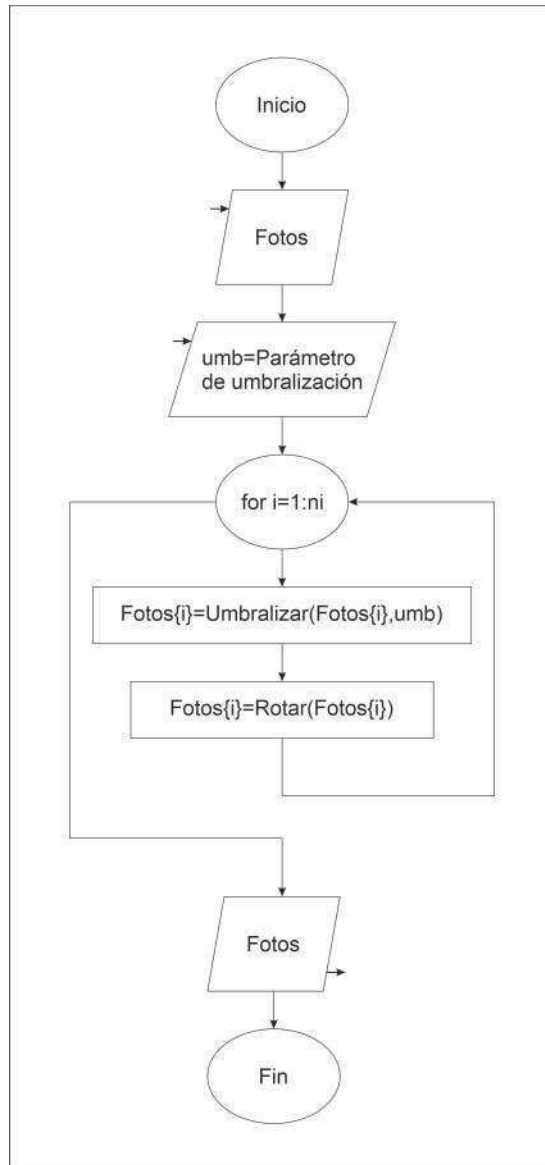 Inicio
Fotos
umb=Parámetro
de umbralización
for i=1:ni
Fotos{i}=Umbralizar(Fotos{i},umb)
Fotos{i}=Rotar(Fotos{i})
Fotos
Fin